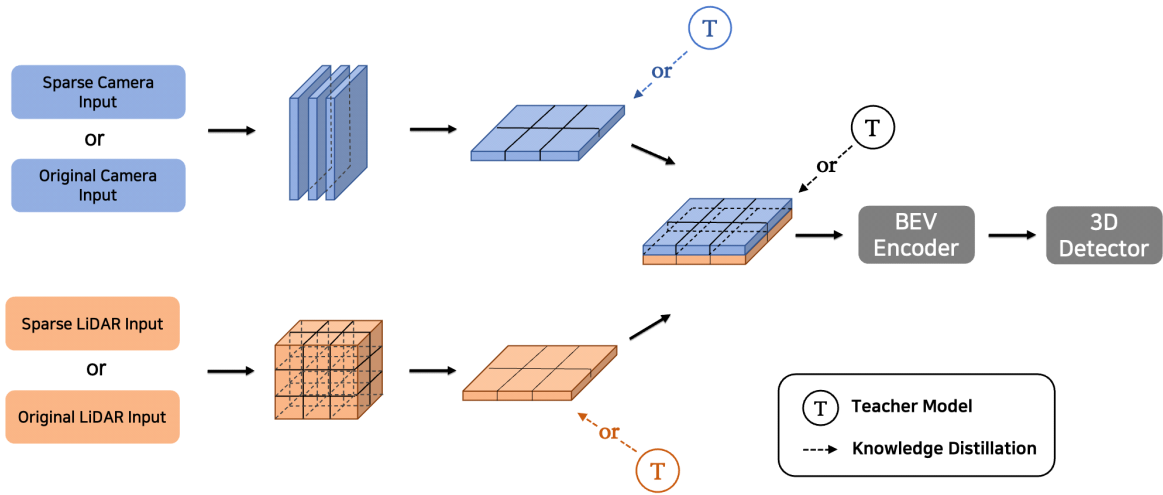 T
or
Sparse Camera
Input
or
Original Camera
Input
T
or
BEV
Encoder
3D
Detector
Sparse LiDAR Input
or
Original LiDAR Input
or
T
T Teacher Model
Knowledge Distillation